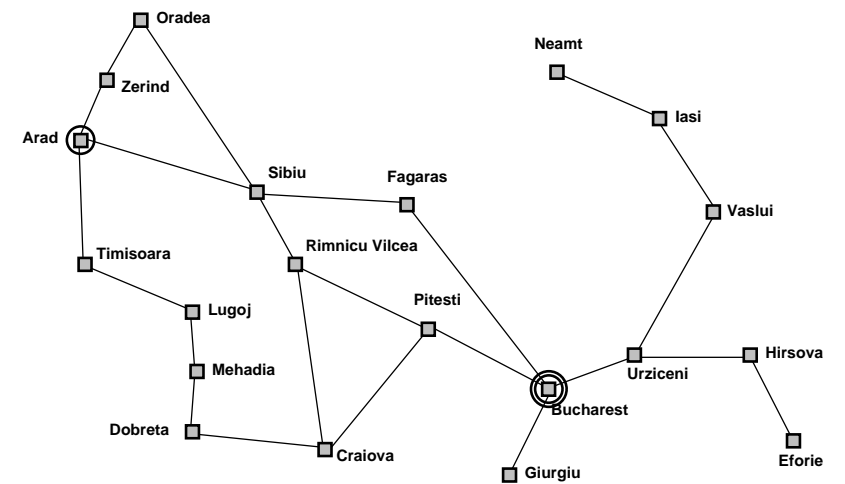 Oradea
Neamt
Zerind
Iasi
Arad
Sibiu
Fagaras
Vaslui
Timisoara
Rimnicu Vilcea
Lugoj
Pitesti
Mehadia
Hirsova
Urziceni
Bucharest
Dobreta
Craiova
Eforie
Giurgiu